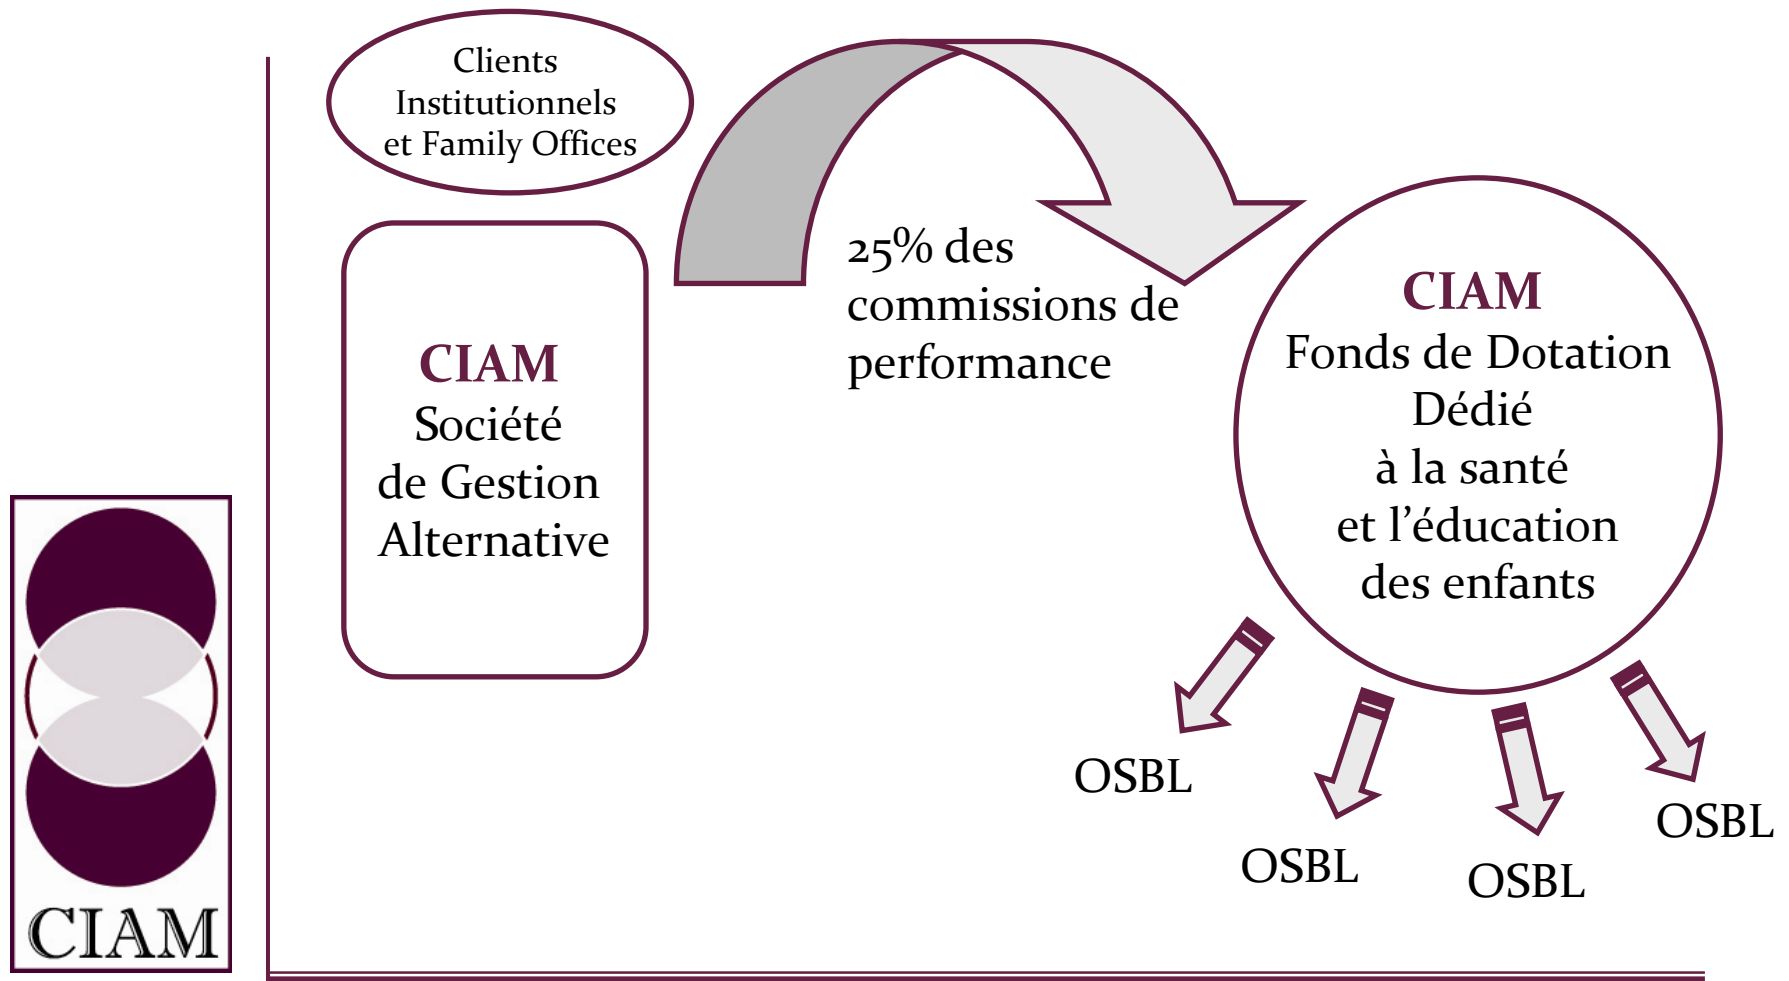 Clients
Institutionnels
et Family Offices
CIAM
Société
de Gestion
Alternative
25% des
commissions de
performance
CIAM
Fonds de Dotation
Dédié
à la santé
et l’éducation
des enfants
OSBL
OSBL
OSBL
OSBL
CIAM